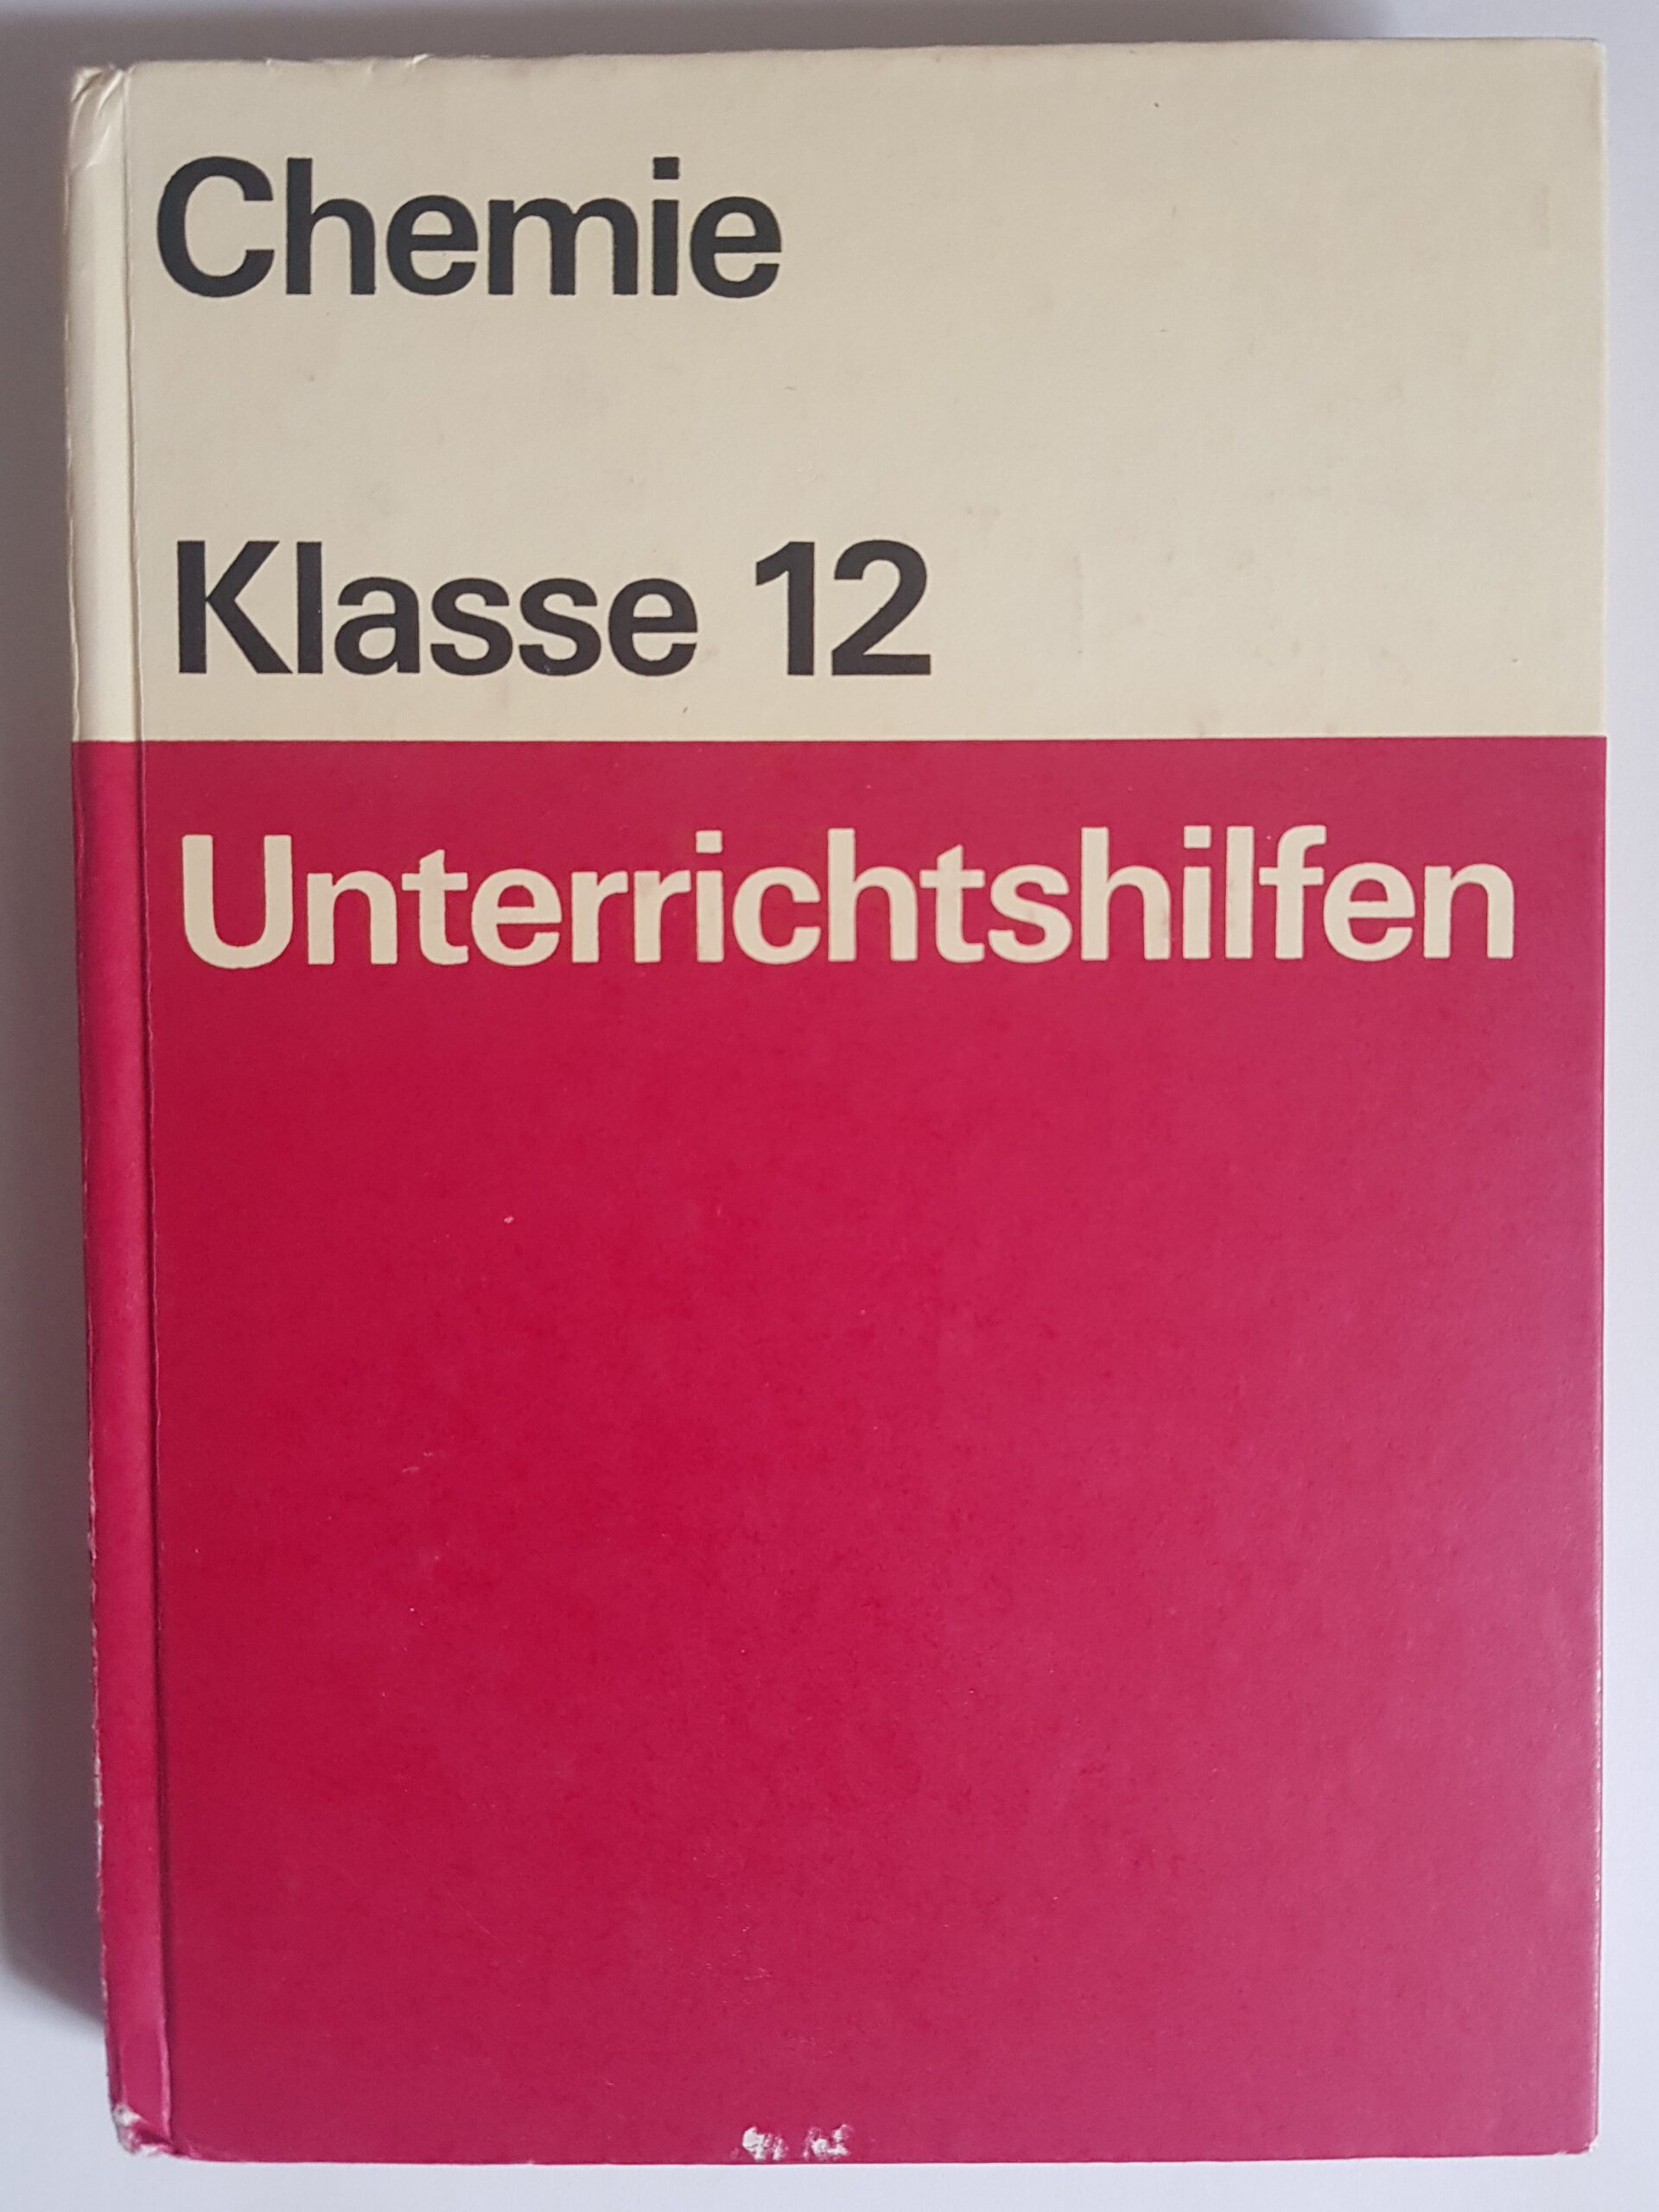 Chemie
Klasse 12
Unterrichtshilfen